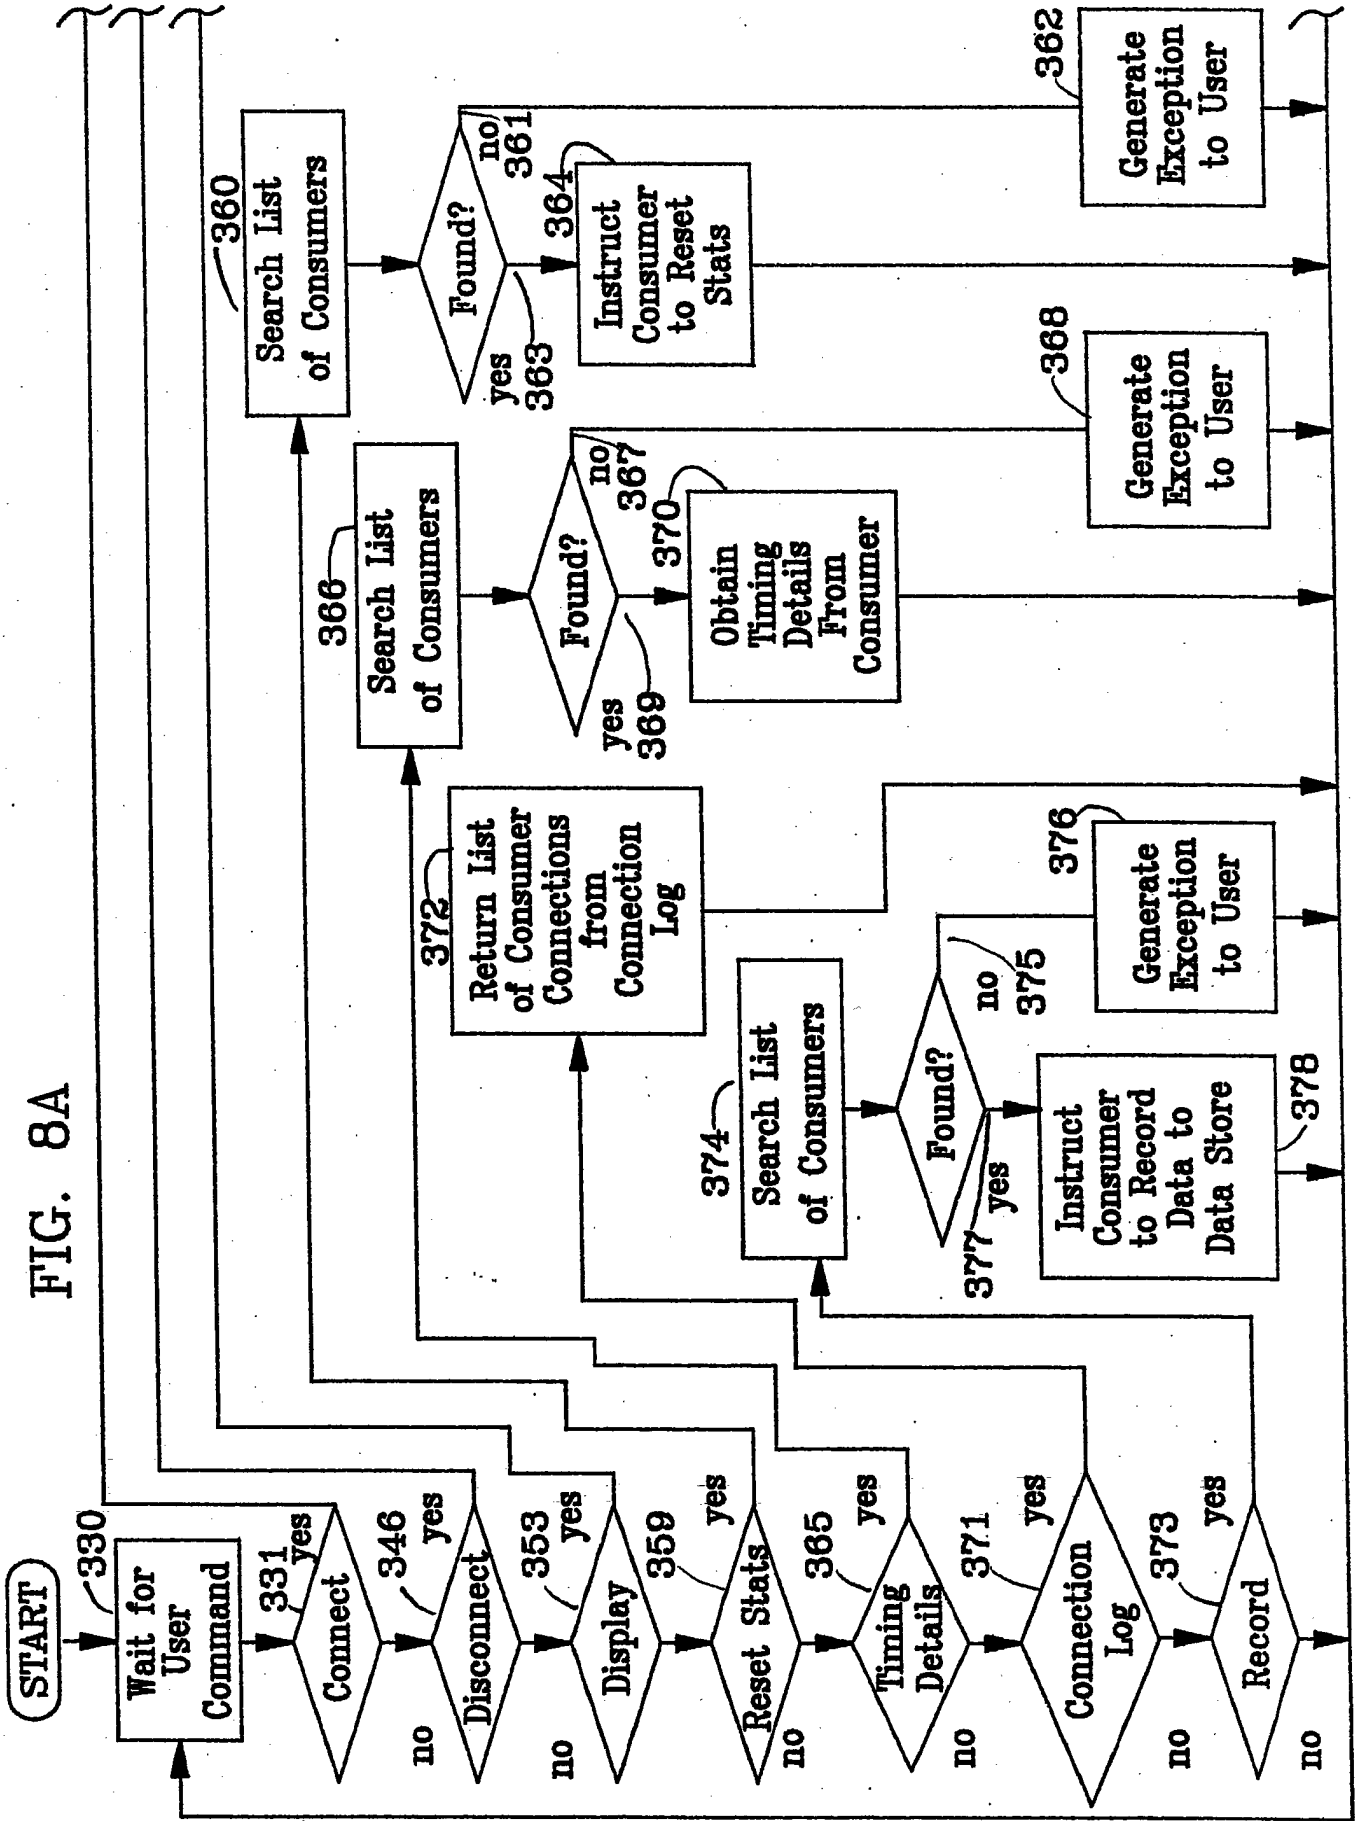 FIG. 8A
START
330
Wait for
User
Command
331
yes
Connect
no
346
yes
Disconnect
no
353
yes
Display
359
yes
Reset Stats
no
365
yes
Timing
Details
no
371
yes
Connection
Log
no
373
yes
Record
no
360
Search List
of Consumers
Found?
no
361
yes
363
364
Instruct
Consumer
to Reset
Stats
362
Generate
Exception
to User
366
Search List
of Consumers
Found?
no
367
yes
369
370
Obtain
Timing
Details
From
Consumer
368
Generate
Exception
to User
372
Return List
of Consumer
Connections
from
Connection
Log
374
Search List
of Consumers
Found?
no
375
377
yes
376
Generate
Exception
to User
Instruct
Consumer
to Record
Data to
Data Store
378